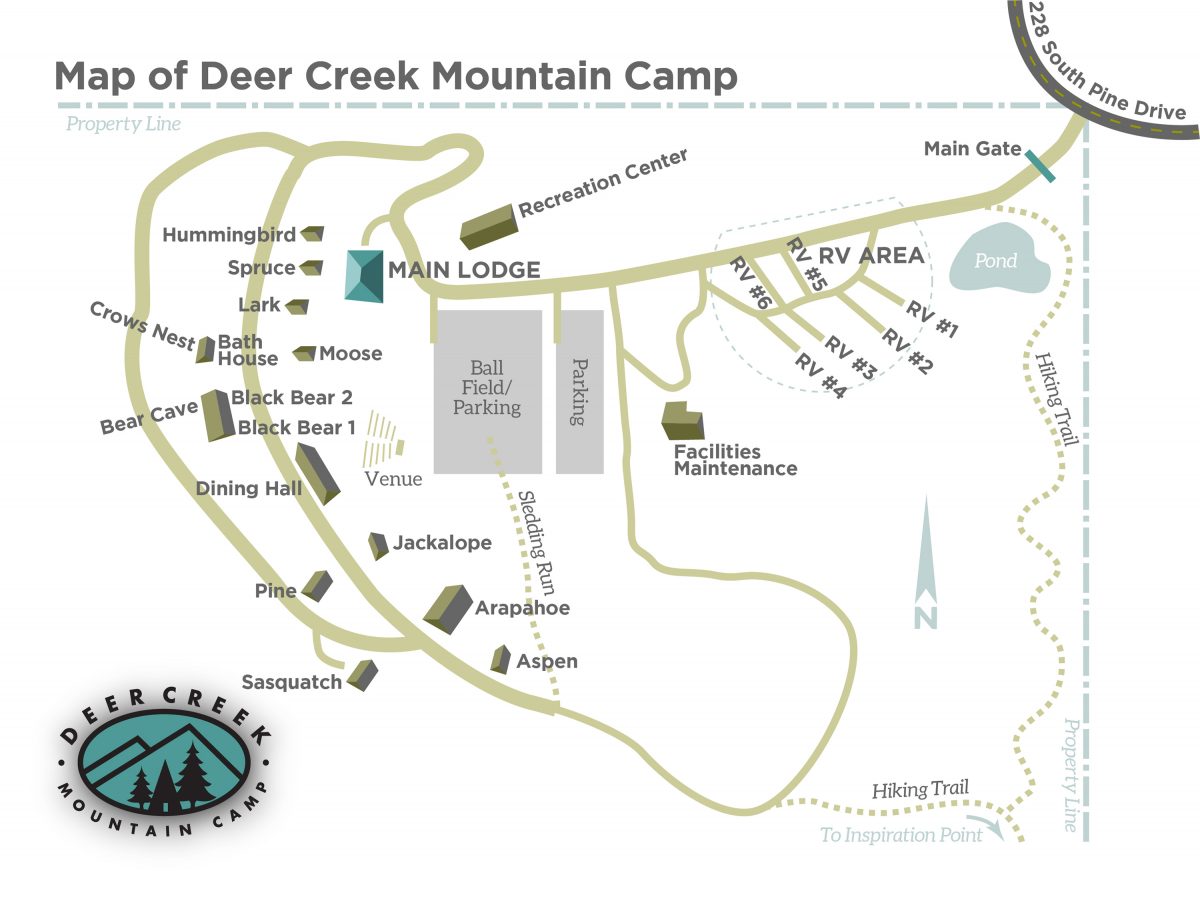 228 South Pine Drive
Map of Deer Creek Mountain Camp
Property Line
Main Gate
Recreation Center
Hummingbird
Spruce
MAIN LODGE
RV AREA
Pond
RV #5
RV #6
Lark
RV #1
RV #2
RV #3
RV #4
Crows Nest
Bath
House
Moose
Ball
Field/
Parking
Parking
Hiking Trail
Bear Cave
Black Bear 2
Black Bear 1
Facilities
Maintenance
Venue
Dining Hall
Sledding Run
Jackalope
Pine
Arapahoe
N
Aspen
Sasquatch
DEER CREEK
MOUNTAIN CAMP
Property Line
Hiking Trail
To Inspiration Point